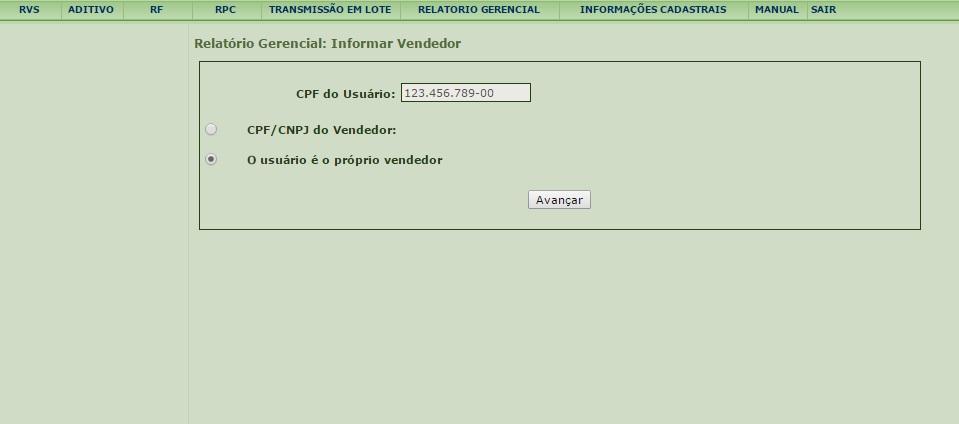 RVS ADITIVO RF RPC TRANSMISSÃO EM LOTE RELATORIO GERENCIAL INFORMAÇÕES CADASTRAIS MANUAL SAIR
Relatório Gerencial: Informar Vendedor
CPF do Usuário: 123.456.789-00
CPF/CNPJ do Vendedor:
O usuário é o próprio vendedor
Avançar